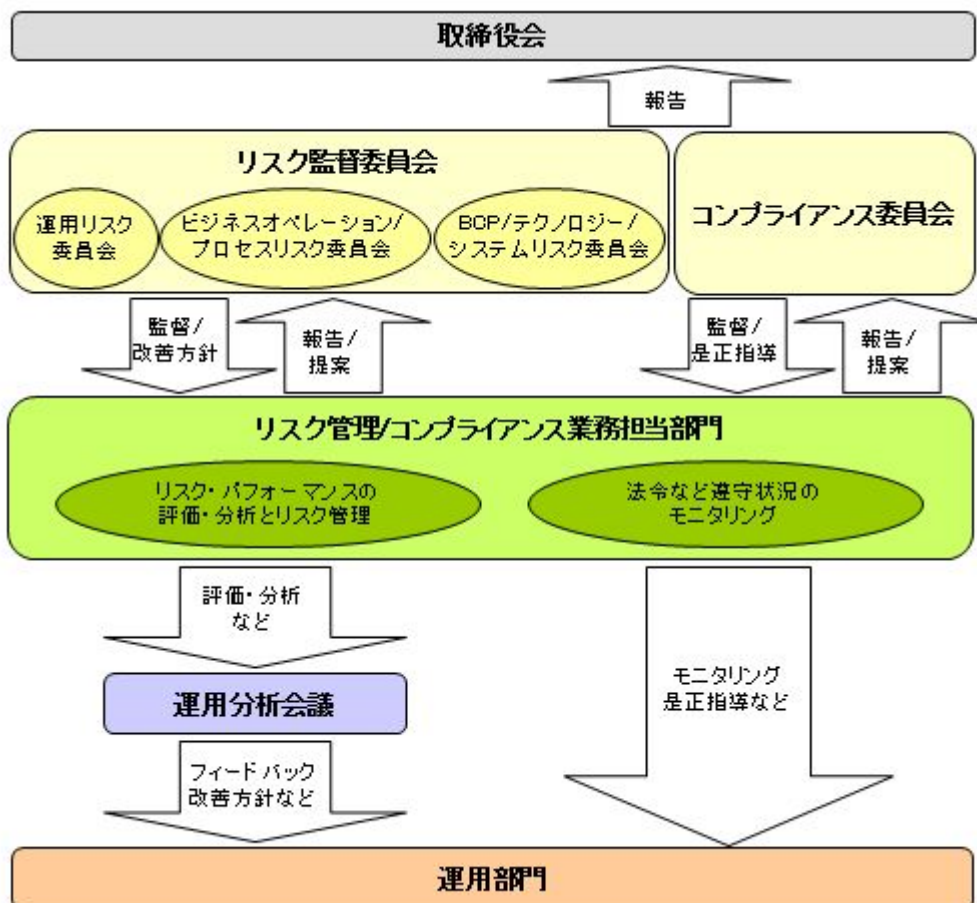 取締役会
報告
リスク監督委員会
運用リスク
委員会
ビジネスオペレーション/
プロセスリスク委員会
BCP/テクノロジー/
システムリスク委員会
コンプライアンス委員会
監督/
改善方針
報告/
提案
監督/
是正指導
報告/
提案
リスク管理/コンプライアンス業務担当部門
リスク・パフォーマンスの
評価・分析とリスク管理
法令など遵守状況の
モニタリング
評価・分析
など
運用分析会議
モニタリング
是正指導など
フィードバック
改善方針など
運用部門